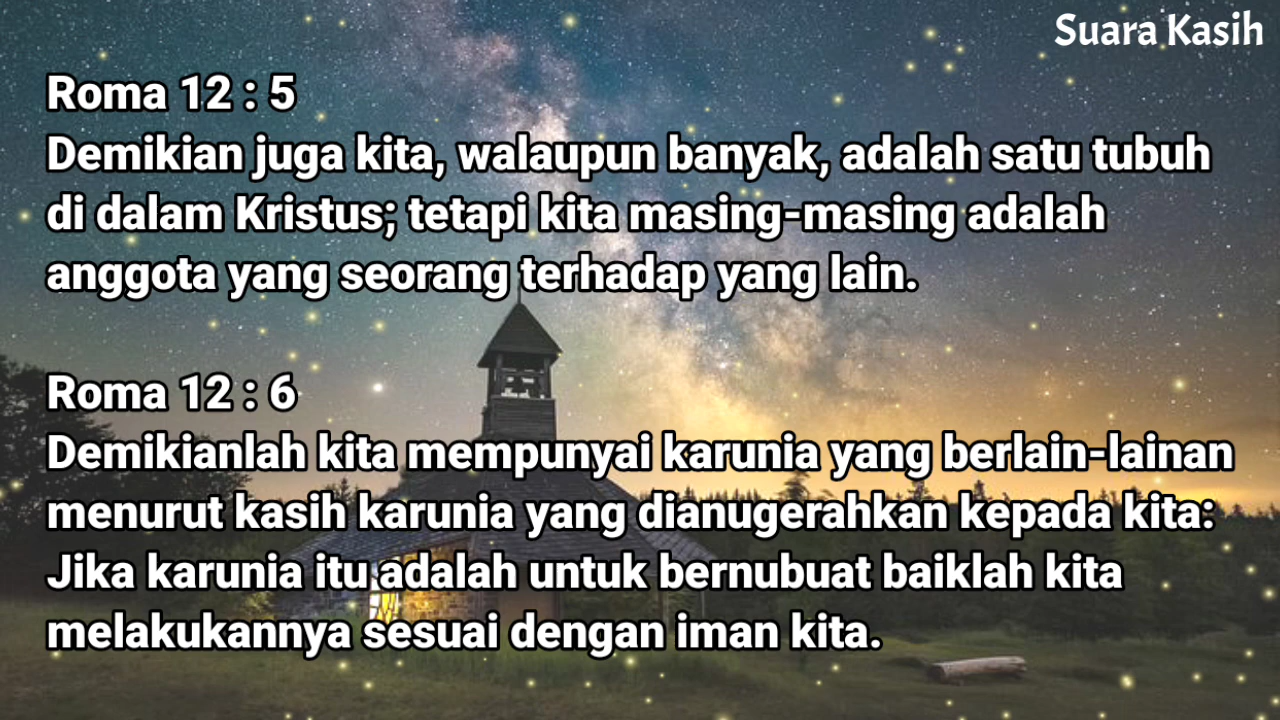 Suara Kasih
Roma 12 : 5
Demikian juga kita, walaupun banyak, adalah satu tubuh
di dalam Kristus; tetapi kita masing-masing adalah
anggota yang seorang terhadap yang lain.
Roma 12 : 6
Demikianlah kita mempunyai karunia yang berlain-lainan
menurut kasih karunia yang dianugerahkan kepada kita:
Jika karunia itu adalah untuk bernubuat baiklah kita
melakukannya sesuai dengan iman kita.